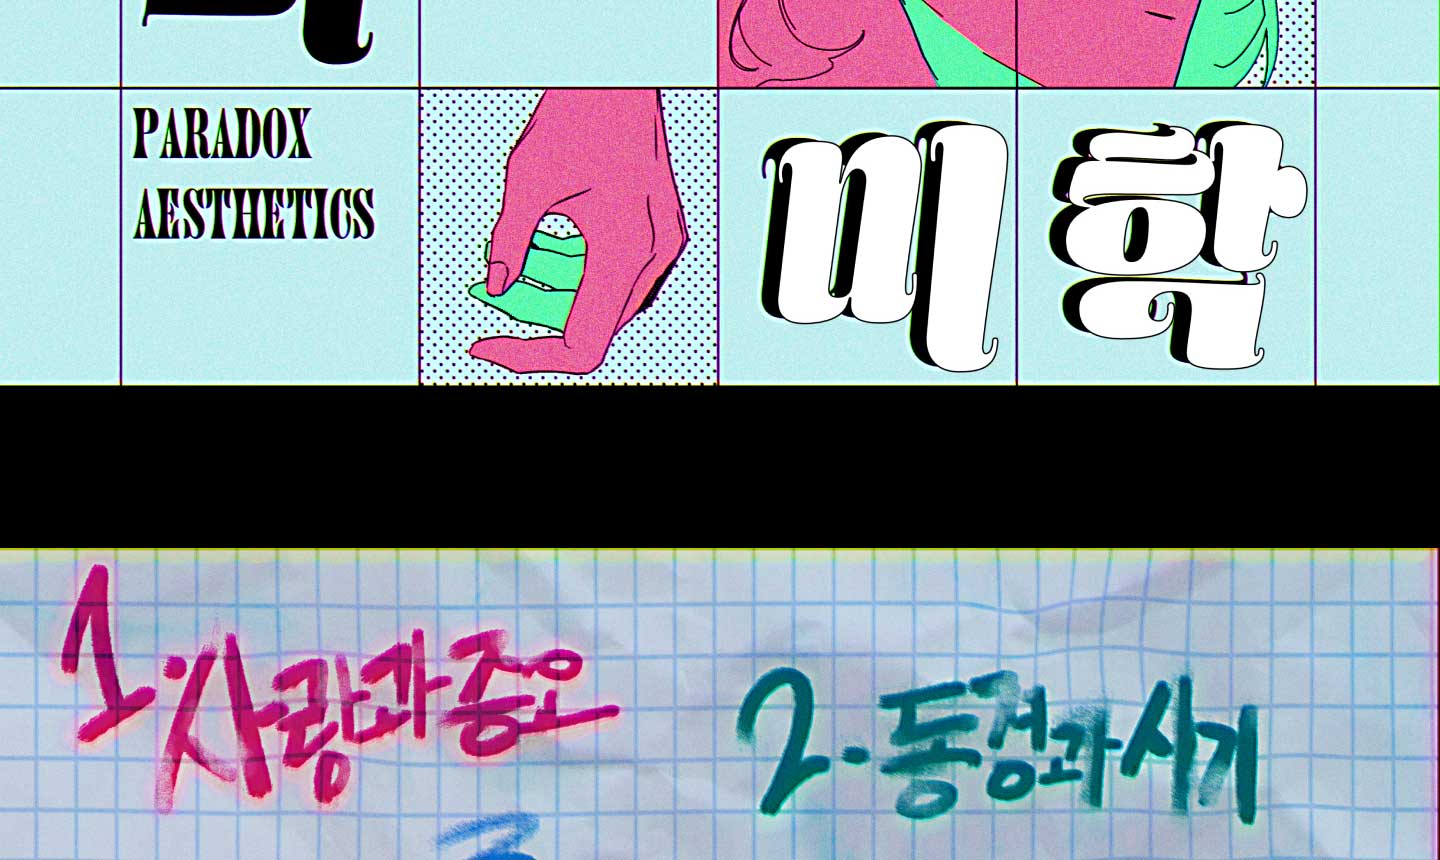 PARADOX
AESTHETICS
미학
1. 사랑과 증오
2. 동경과 시기